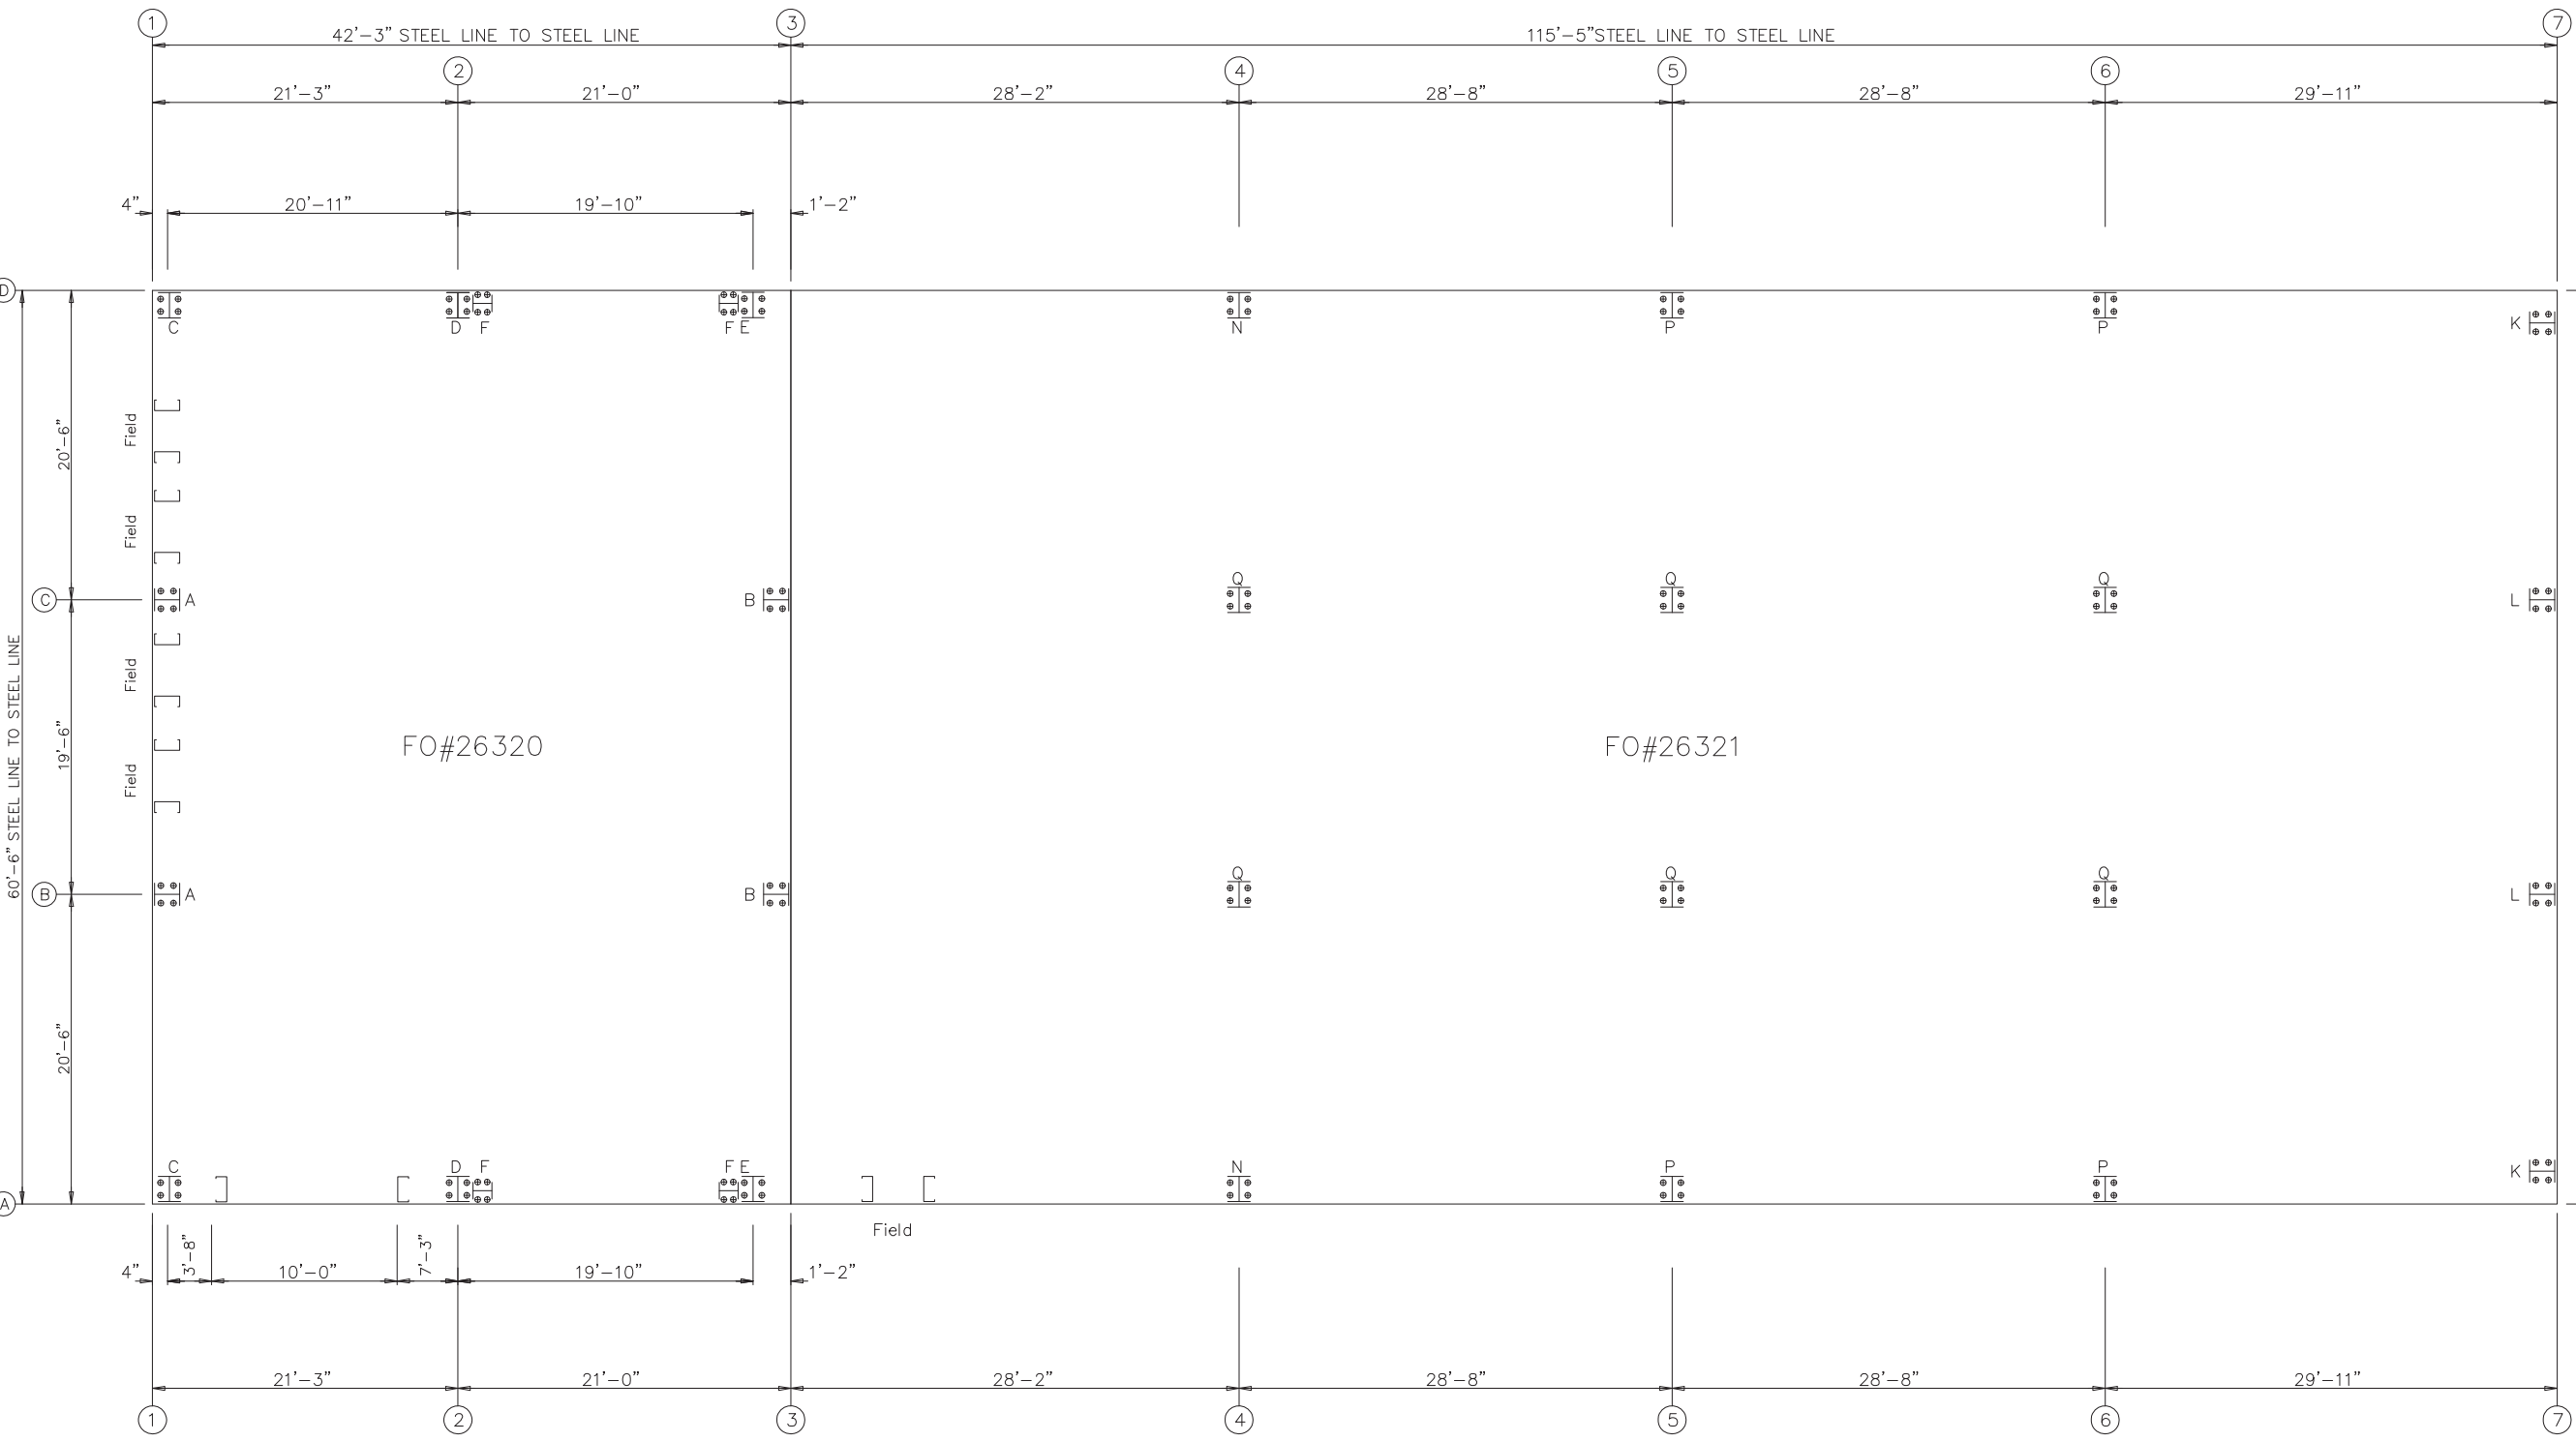 1 3 7
42'-3" STEEL LINE TO STEEL LINE 115'-5"STEEL LINE TO STEEL LINE
2 4 5 6
21'-3" 21'-0" 28'-2" 28'-8" 28'-8" 29'-11"
4" 20'-11" 19'-10" 1'-2"
D
C D F F E N P P K
Field
20'-6"
Field
Q Q Q
C A B L
60'-6" STEEL LINE TO STEEL LINE
Field
19'-6"
FO#26320 FO#26321
Field
Q Q Q
B A B L
20'-6"
C D F F E N P P K
A
Field
4" 3'-8" 10'-0" 7'-3" 19'-10" 1'-2"
21'-3" 21'-0" 28'-2" 28'-8" 28'-8" 29'-11"
1 2 3 4 5 6 7